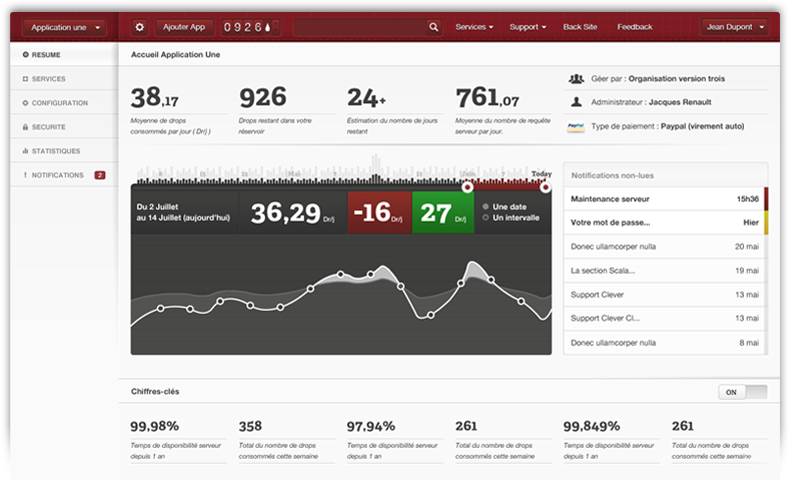 Application une
Ajouter App
0926
Services
Support
Back Site
Feedback
Jean Dupont
RESUME
SERVICES
CONFIGURATION
SECURITE
STATISTIQUES
NOTIFICATIONS 2
Accueil Application Une
38,17
Moyenne de drops
consommés par jour ( Dr/j )
926
Drops restant dans votre
réservoir
24+
Estimation du nombre de jours
restant
761,07
Moyenne du nombre de requête
serveur par jour.
Géer par : Organisation version trois
Administrateur : Jacques Renault
PayPal
Type de paiement : Paypal (virement auto)
Mai
Juin
Today
Du 2 Juillet
au 14 Juillet (aujourd'hui)
36,29 Dr/j
-16 Dr/j
27 Dr/j
Une date
Un intervalle
Notifications non-lues
Maintenance serveur 15h36
Votre mot de passe... Hier
Donec ullamcorper nulla 20 mai
La section Scala... 19 mai
Support Clever 13 mai
Support Clever Cl... 13 mai
Donec ullamcorper nulla 8 mai
Chiffres-clés
ON
99,98%
Temps de disponibilité serveur
depuis 1 an
358
Total du nombre de drops
consommés cette semaine
97,94%
Temps de disponibilité serveur
depuis 1 an
261
Total du nombre de drops
consommés cette semaine
99,849%
Temps de disponibilité serveur
depuis 1 an
261
Total du nombre de drops
consommés cette semaine